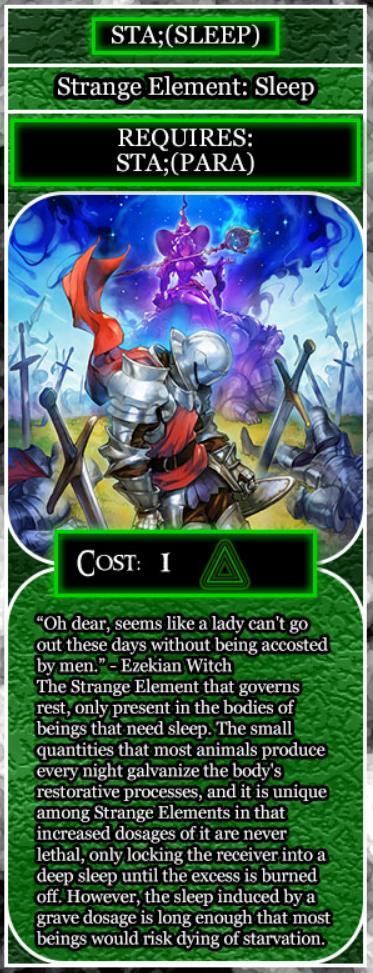 STA;(SLEEP)
Strange Element: Sleep
REQUIRES:
STA;(PARA)
COST: 1
“Oh dear, seems like a lady can't go
out these days without being accosted
by men.” - Ezekian Witch
The Strange Element that governs
rest, only present in the bodies of
beings that need sleep. The small
quantities that most animals produce
every night galvanize the body's
restorative processes, and it is unique
among Strange Elements in that
increased dosages of it are never
lethal, only locking the receiver into a
deep sleep until the excess is burned
off. However, the sleep induced by a
grave dosage is long enough that most
beings would risk dying of starvation.